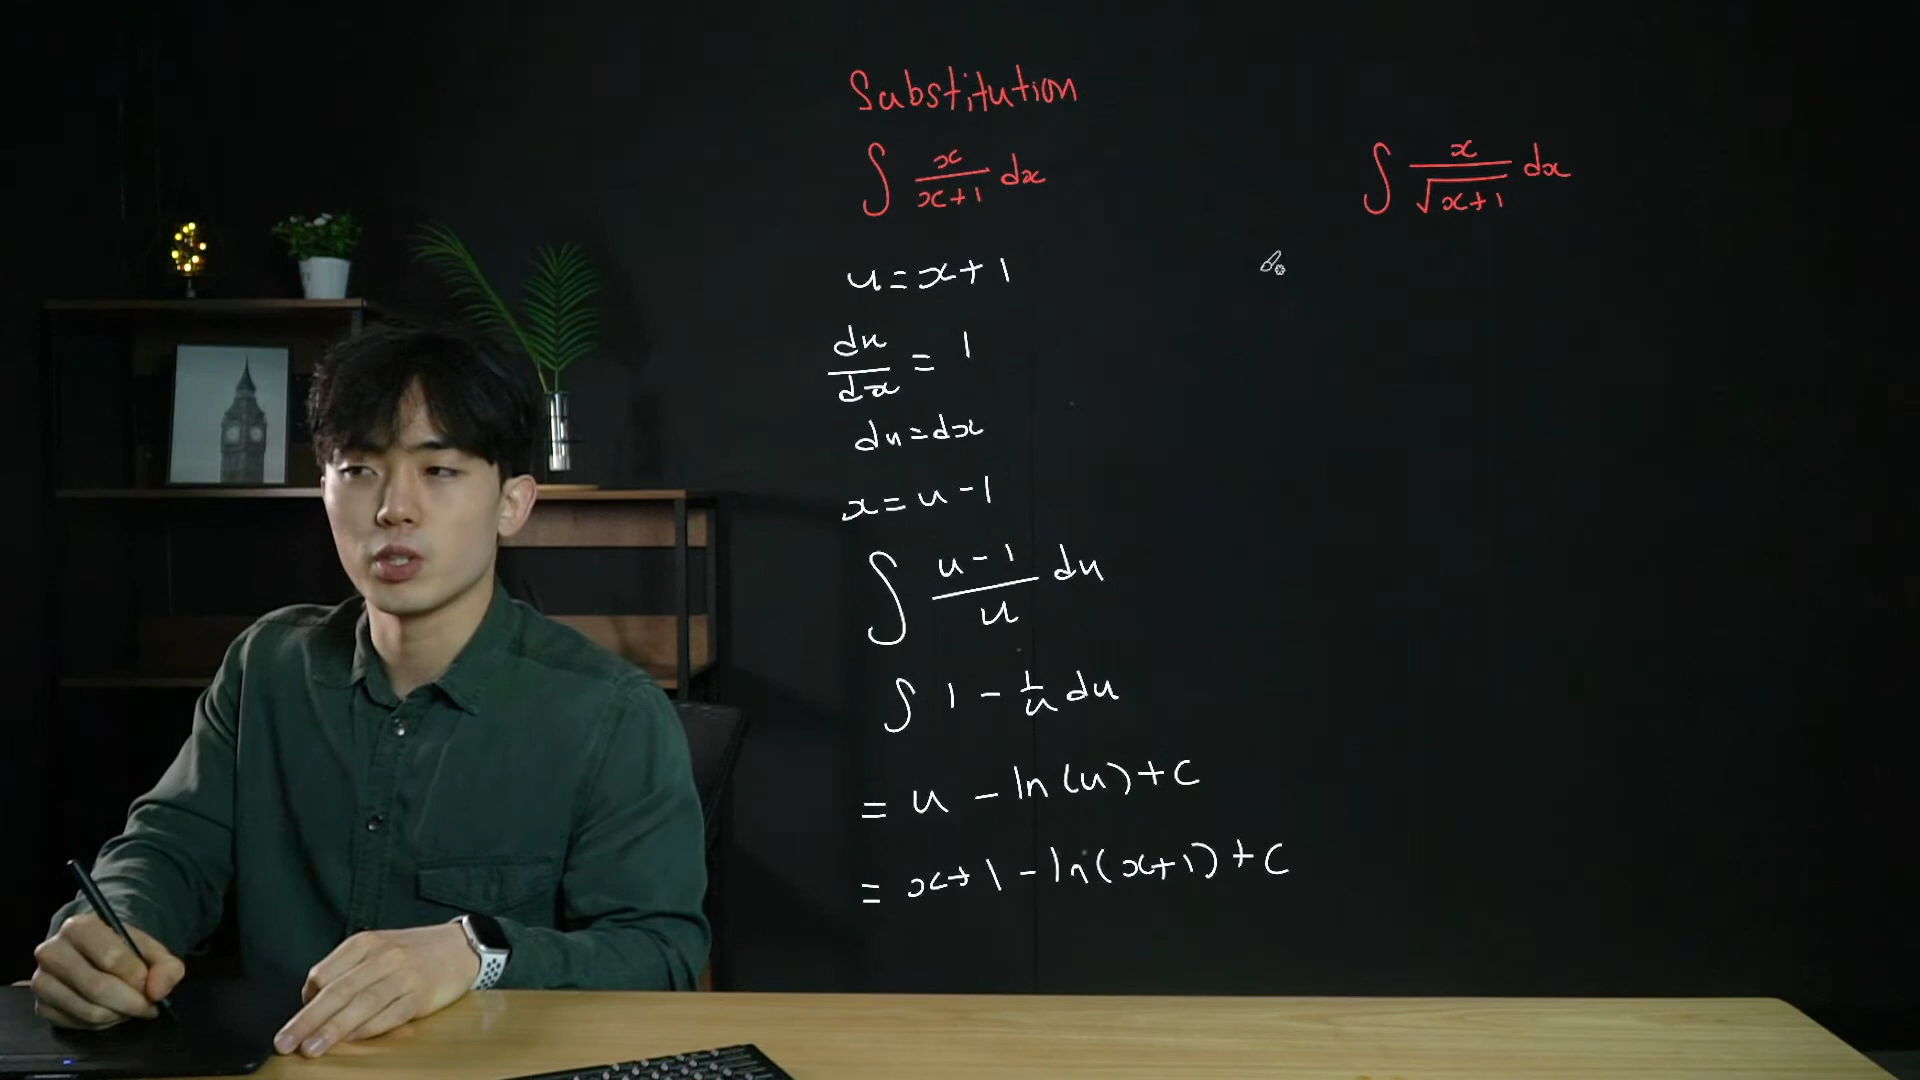 Substitution
∫ x/(x+1) dx
u = x + 1
du/dx = 1
du = dx
x = u - 1
∫ (u - 1)/u du
∫ 1 - 1/u du
= u - ln(u) + c
= x + 1 - ln(x+1) + c
∫ x/√(x+1) dx